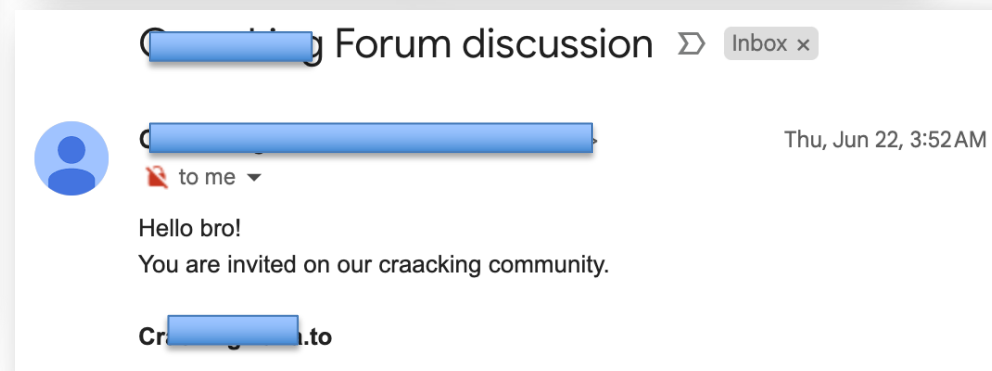 Forum discussion Inbox ×
Thu, Jun 22, 3:52 AM
to me
Hello bro!
You are invited on our craacking community.
.to